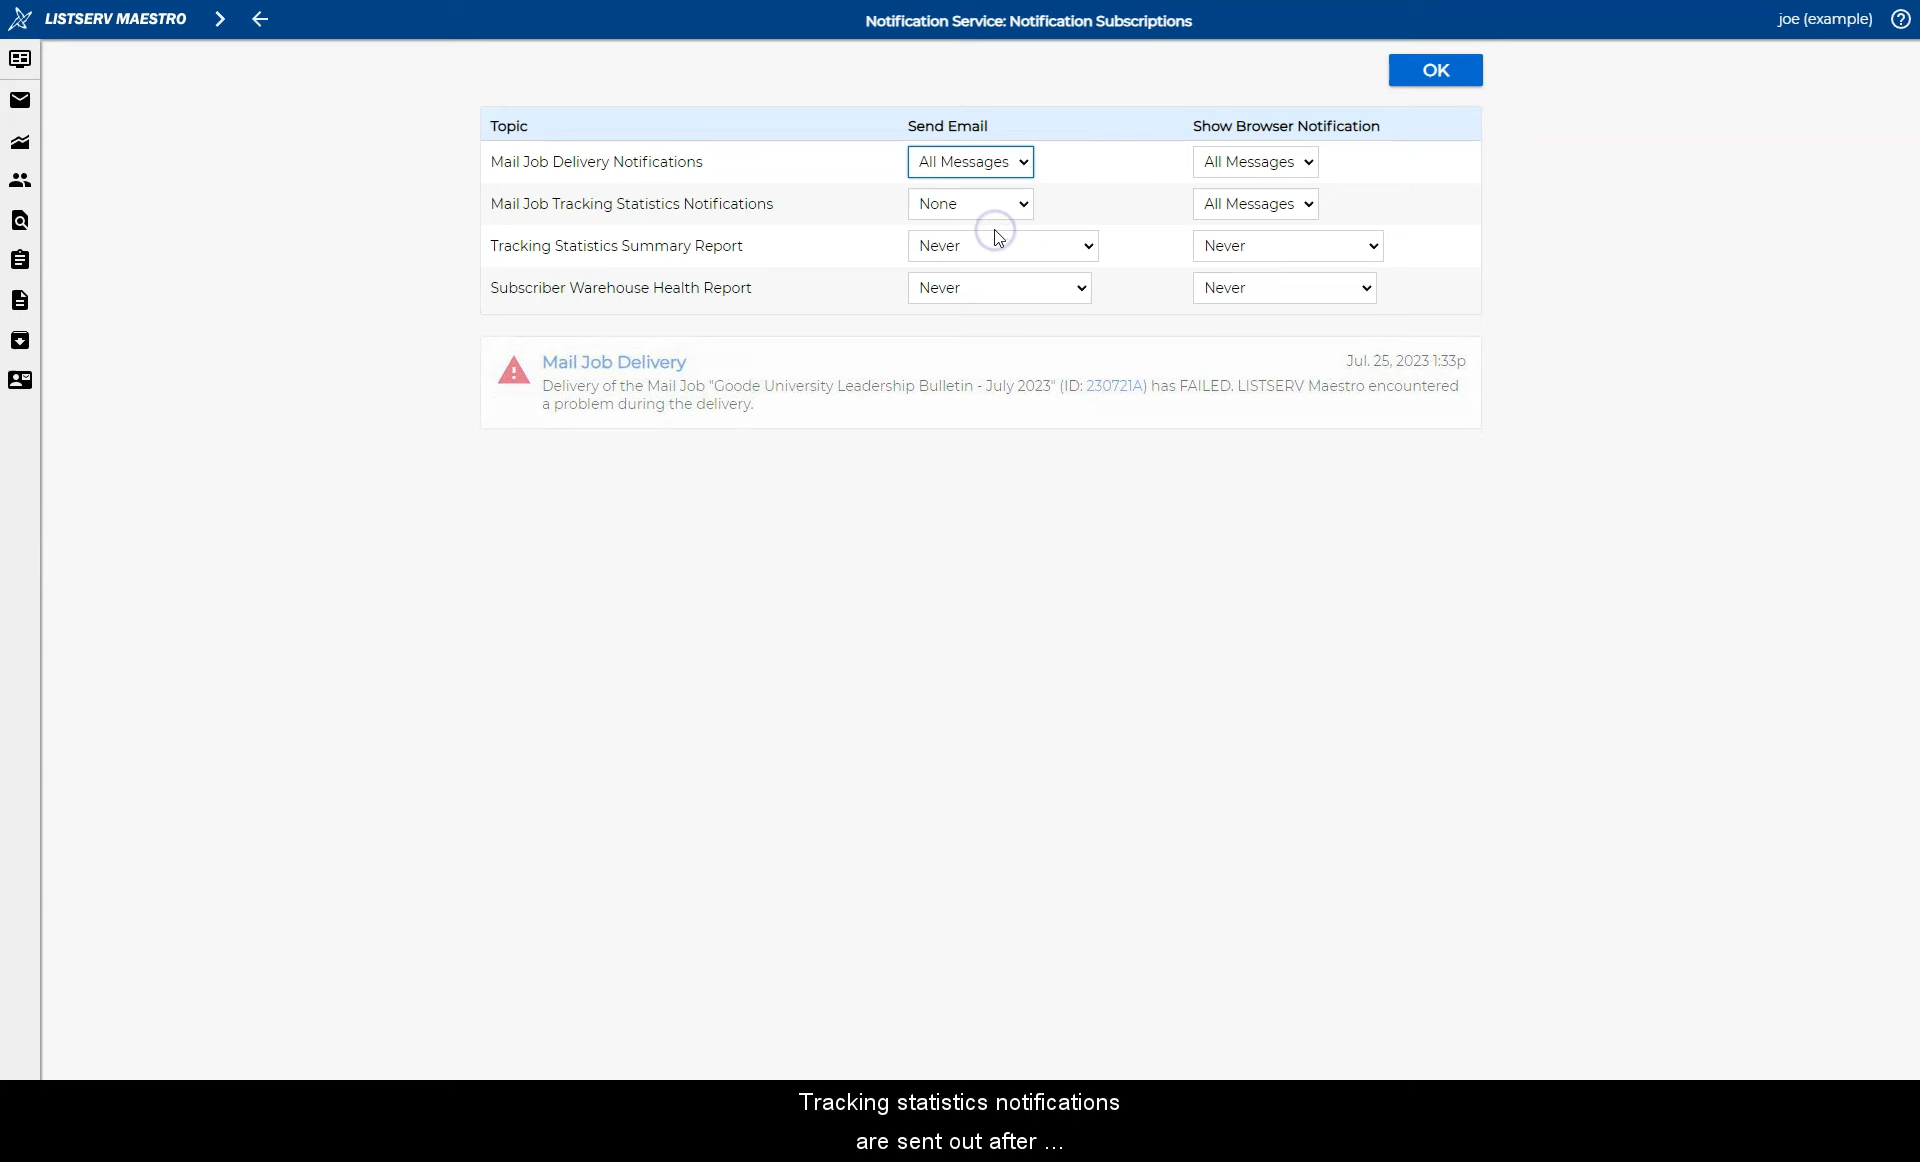 LISTSERV MAESTRO
Notification Service: Notification Subscriptions
joe (example)
OK
Topic Send Email Show Browser Notification
Mail Job Delivery Notifications All Messages All Messages
Mail Job Tracking Statistics Notifications None All Messages
Tracking Statistics Summary Report Never Never
Subscriber Warehouse Health Report Never Never
Mail Job Delivery Jul. 25, 2023 1:33p
Delivery of the Mail Job "Goode University Leadership Bulletin - July 2023" (ID: 230721A) has FAILED. LISTSERV Maestro encountered
a problem during the delivery.
Tracking statistics notifications
are sent out after ...